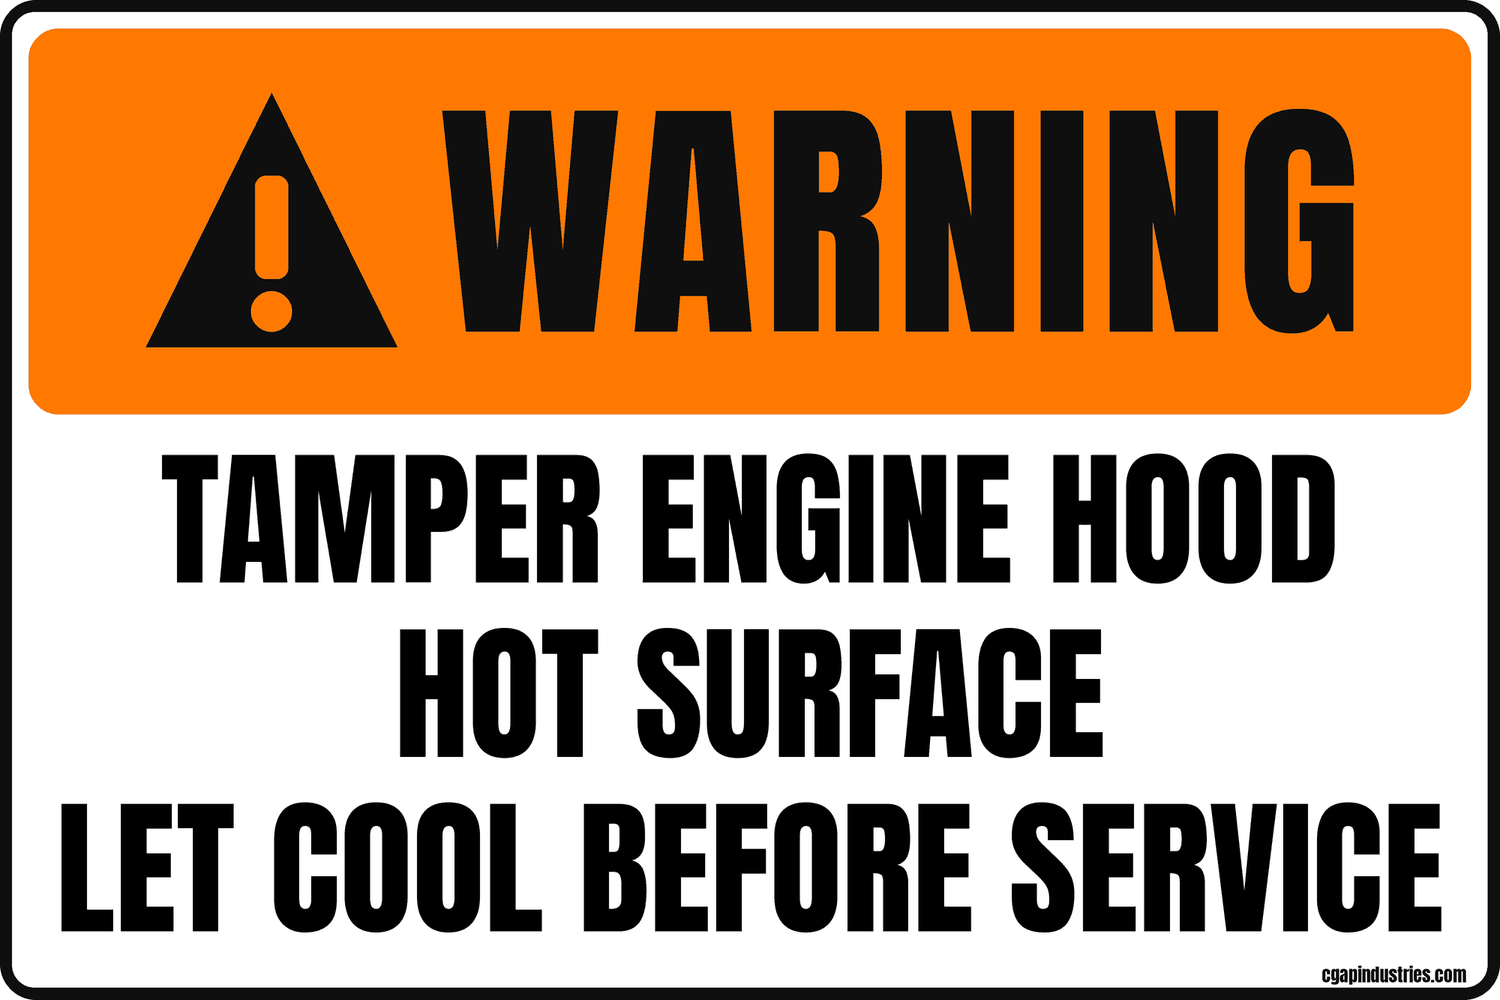 WARNING
TAMPER ENGINE HOOD
HOT SURFACE
LET COOL BEFORE SERVICE
cgapindustries.com